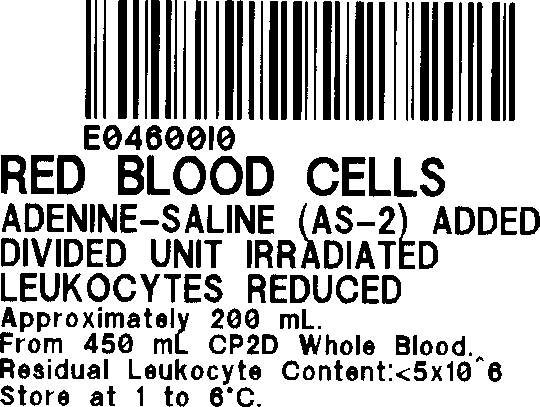 E0460010
RED BLOOD CELLS
ADENINE-SALINE (AS-2) ADDED
DIVIDED UNIT IRRADIATED
LEUKOCYTES REDUCED
Approximately 200 mL.
From 450 mL CP2D Whole Blood.
Residual Leukocyte Content:<5x10^6
Store at 1 to 6°C.